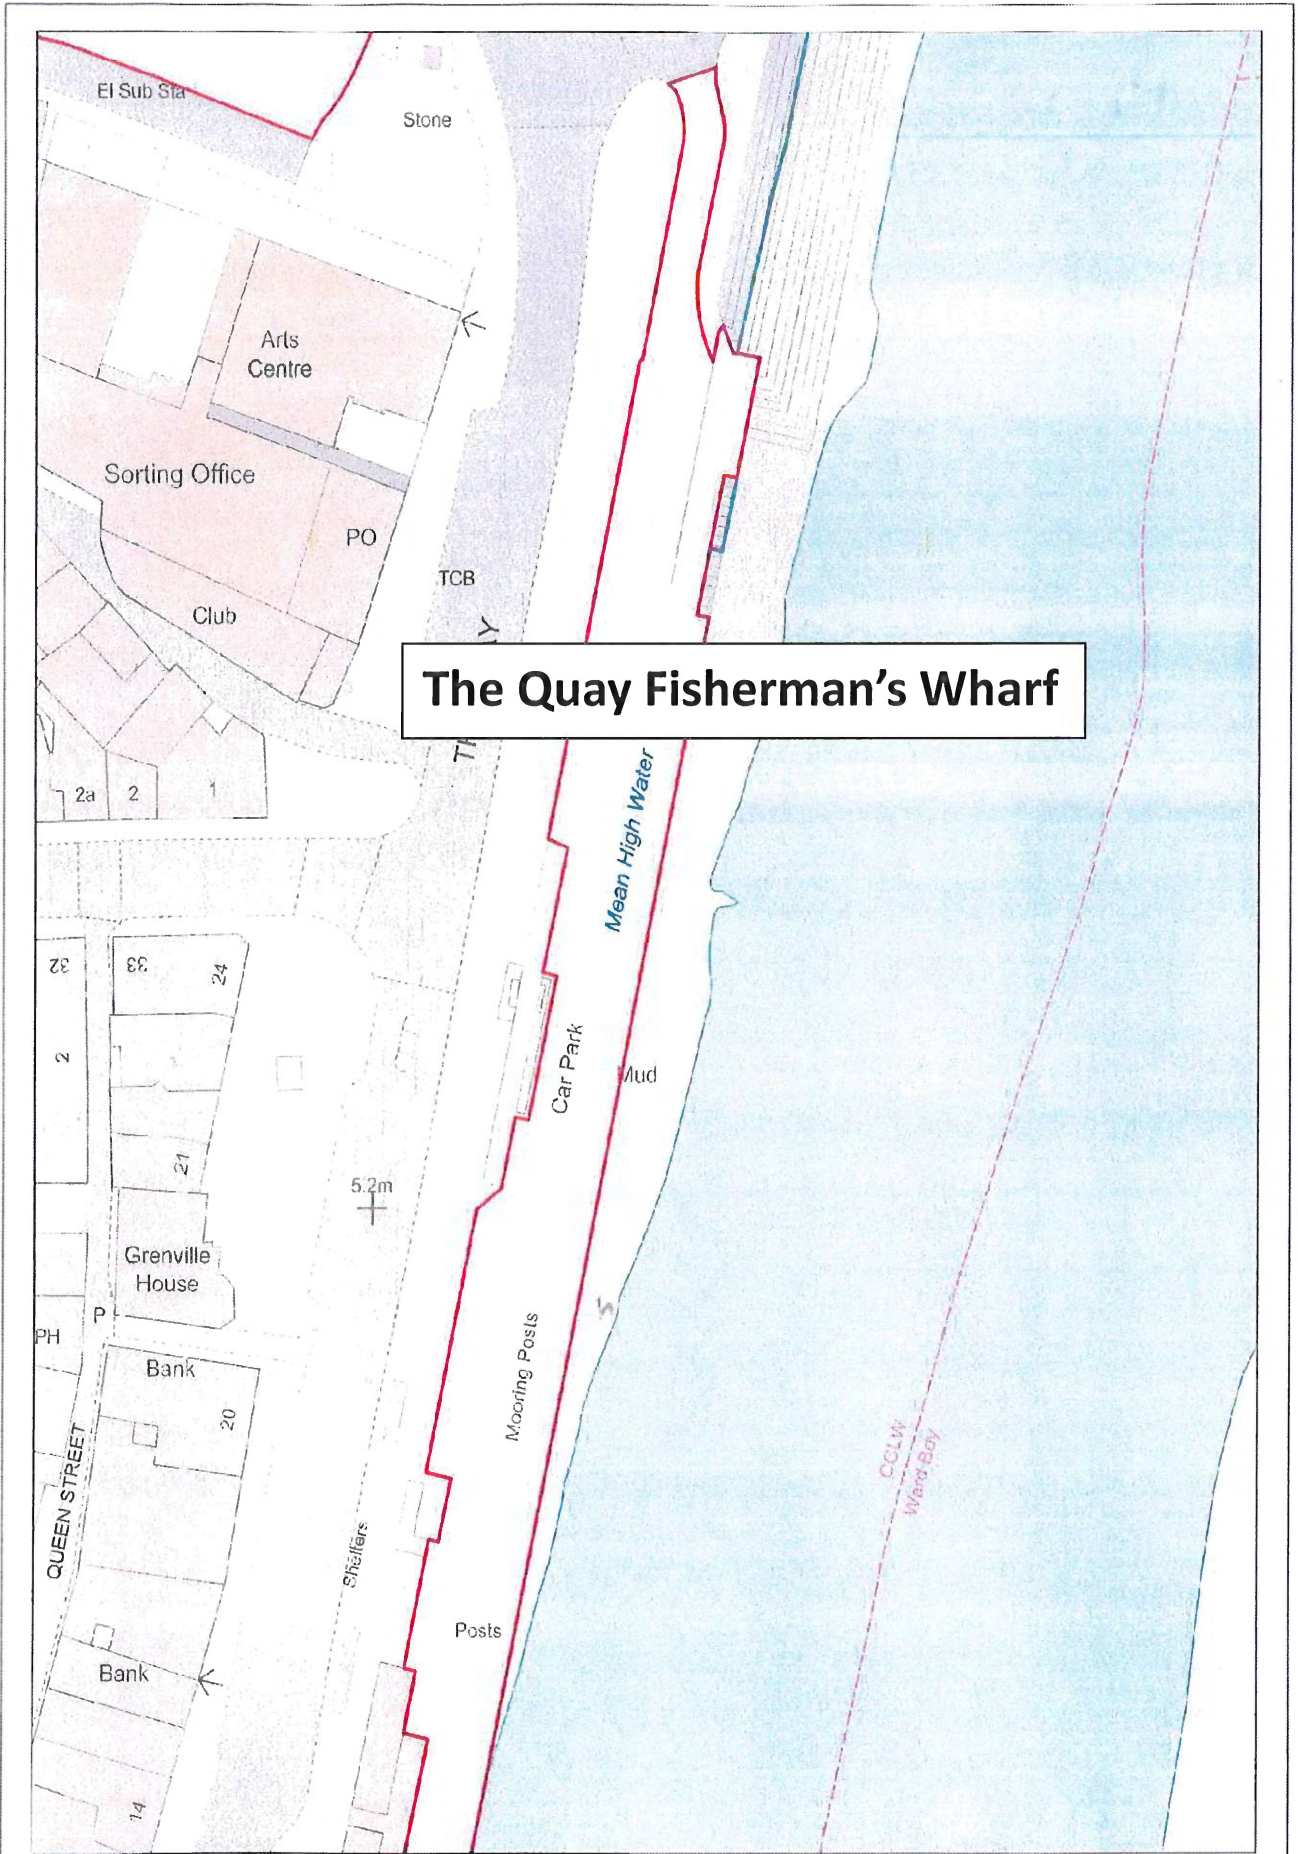 El Sub Sta
Stone
Arts
Centre
Sorting Office
PO
TCB
Club
The Quay Fisherman's Wharf
2a
2
1
Mean High Water
32
33
24
2
Car Park
Mud
21
5.2m
Grenville
House
P
PH
Bank
Mooring Posts
20
QUEEN STREET
CCLW
Ward Bdy
Shelters
Posts
Bank
14